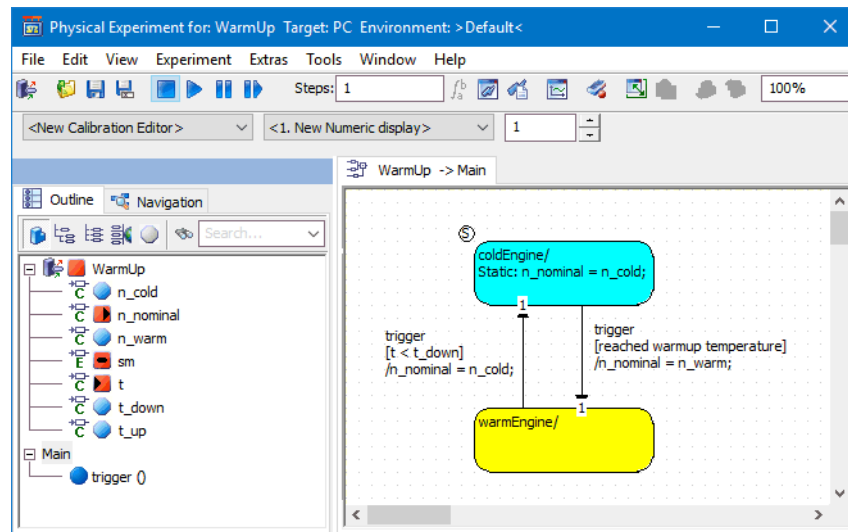 Physical Experiment for: WarmUp Target: PC Environment: >Default<
File Edit View Experiment Extras Tools Window Help
Steps: 1
100%
<New Calibration Editor>
<1. New Numeric display>
1
WarmUp -> Main
Outline
Navigation
Search...
WarmUp
C n_cold
C n_nominal
C n_warm
E sm
C t
C t_down
C t_up
Main
trigger ()
S
coldEngine/
Static: n_nominal = n_cold;
1
trigger
[t < t_down]
/n_nominal = n_cold;
trigger
[reached warmup temperature]
/n_nominal = n_warm;
1
warmEngine/